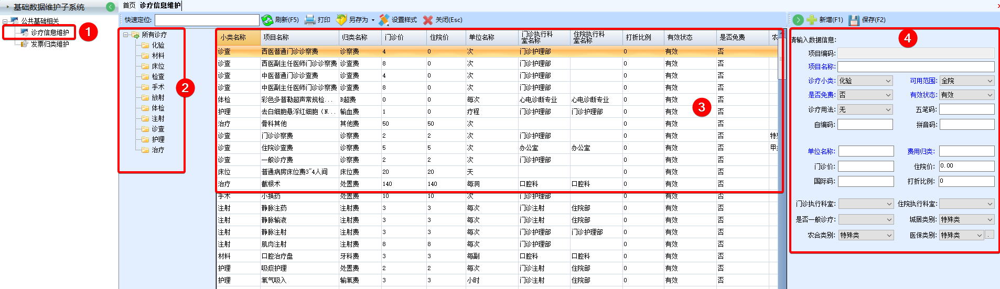 基础数据维护子系统
公共基础相关
诊疗信息维护
发票归类维护
1
首页 诊疗信息维护
快速定位: 刷新(F5) 打印 另存为 设置样式 关闭(Esc)
所有诊疗
化验
材料
床位
检查
手术
放射
体检
注射
诊查
护理
治疗
2
小类名称 项目名称 归类名称 门诊价 住院价 单位名称 门诊执行科室名称 住院执行科室名称 打折比例 有效状态 是否免费 农
诊查 西医普通门诊诊察费 诊察费 4 0 次 门诊护理部 0 有效 否
诊查 西医副主任医师门诊诊察费 诊查费 8 0 次 门诊护理部 0 有效 否
诊查 中医普通门诊诊查费 诊查费 4 0 次 门诊护理部 0 有效 否
诊查 中医副主任医师门诊诊察费 诊查费 8 0 次 门诊护理部 0 有效 否
体检 彩色多普勒超声常规检... B超费 0 0 每次 心电诊断专业 心电诊断专业 0 有效 否
护理 去白细胞悬浮红细胞（N... 输血费 1 0 疗程 门诊护理部 门诊护理部 0 有效 否
治疗 骨科其他 其他费 50 50 次 0 有效 否
诊查 门诊诊察费 诊察费 2 2 次 门诊护理部 0 有效 否 特
诊查 住院诊查费 诊察费 5 5 次 办公室 办公室 0 有效 否 甲
诊查 一般诊疗费 诊察费 2 2 次 门诊护理部 0 有效 否
床位 普通病房床位费3~4人间 床位费 20 20 天 0 有效 否
治疗 截根术 处置费 140 140 每洞 口腔科 口腔科 0 有效 否
手术 小换药 处置费 10 10 次 门诊护理部 0 有效 否
注射 静脉注药 注射费 3 3 每次 门诊注射 住院部 0 有效 否
注射 静脉输液 注射费 3 3 每次 门诊注射 住院部 0 有效 否
注射 静脉注射 注射费 3 3 每次 门诊护理部 门诊护理部 0 有效 否
注射 肌肉注射 注射费 8 8 每次 门诊护理部 0 有效 否
材料 口腔治疗盘 牙科费 3 3 每副 口腔科 口腔科 0 有效 否
护理 吸痰护理 处置费 2 2 每次 门诊注射 住院部 0 有效 否
护理 氧气吸入 输氧费 3 3 小时 门诊注射 住院部 0 有效 否
3
新增(F1) 保存(F2)
4
请输入数据信息:
项目编码:
项目名称:
诊疗小类: 化验 可用范围: 全院
是否免费: 否 有效状态: 有效
诊疗用法: 无 五笔码:
自编码: 拼音码:
单位名称: 费用归类:
门诊价: 住院价: 0.00
国际码: 打折比例: 0
门诊执行科室: 住院执行科室:
是否一般诊疗: 城居类别: 特殊类
农合类别: 特殊类 医保类别: 特殊类 .